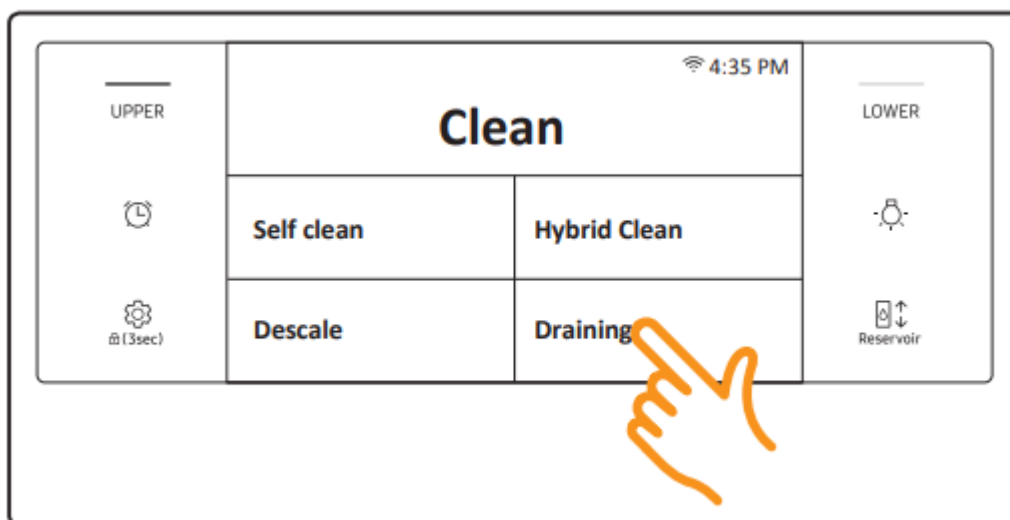 4:35 PM
UPPER
Clean
LOWER
Self clean
Hybrid Clean
(3sec)
Descale
Draining
Reservoir